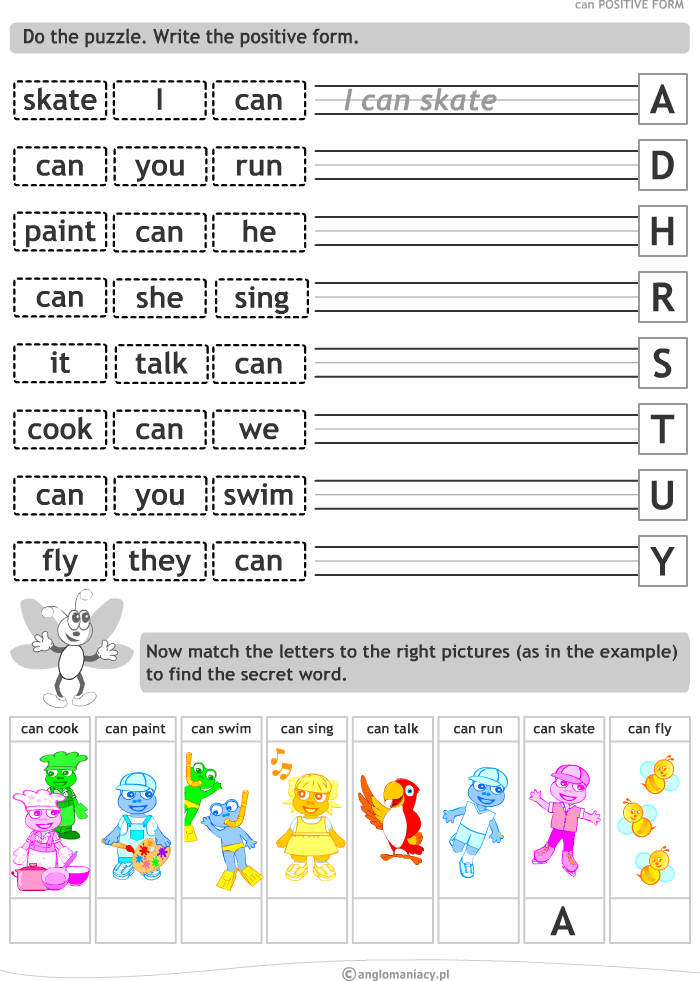 can POSITIVE FORM
Do the puzzle. Write the positive form.
skate I can I can skate A
can you run D
paint can he H
can she sing R
it talk can S
cook can we T
can you swim U
fly they can Y
Now match the letters to the right pictures (as in the example)
to find the secret word.
can cook can paint can swim can sing can talk can run can skate can fly
A
©anglomaniacy.pl